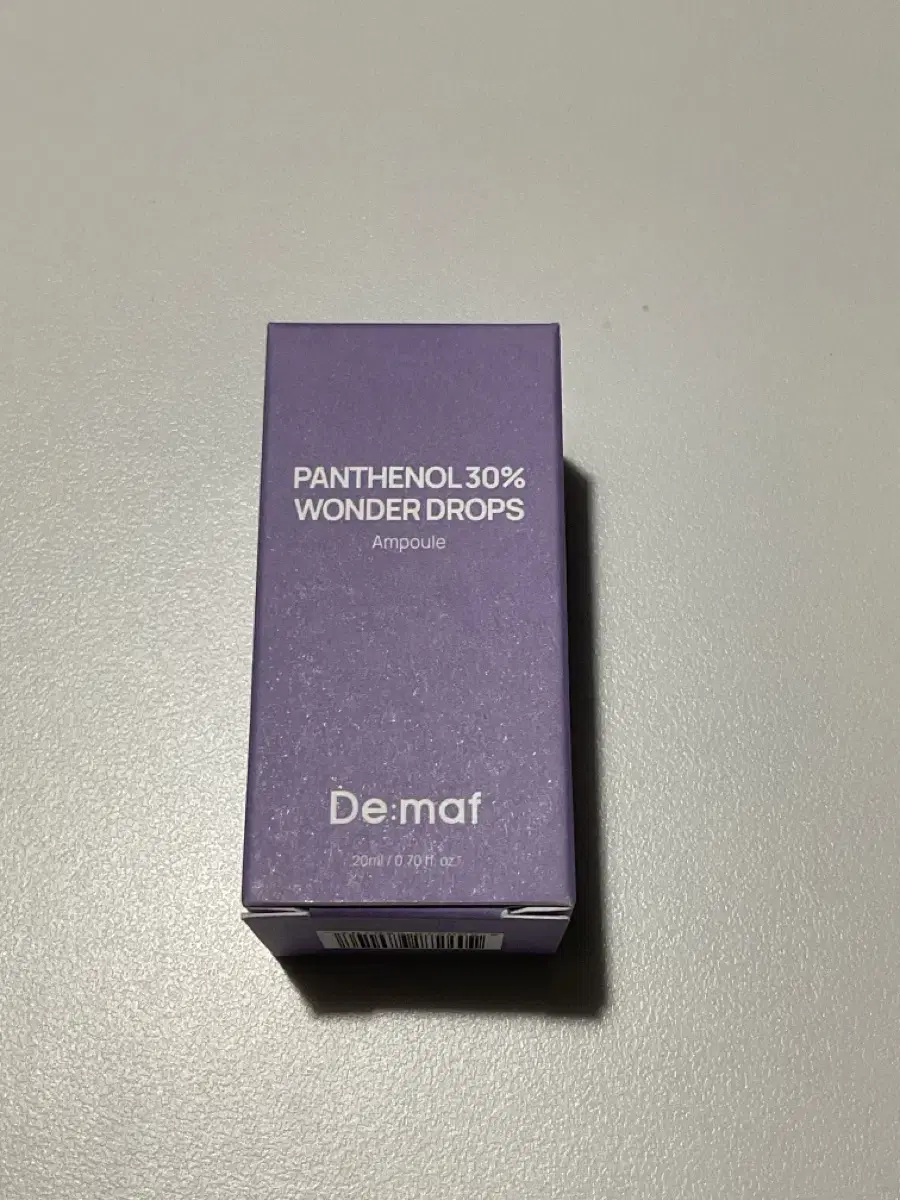 PANTHENOL 30%
WONDER DROPS
Ampoule
De:maf
20ml / 0.70 fl. oz.